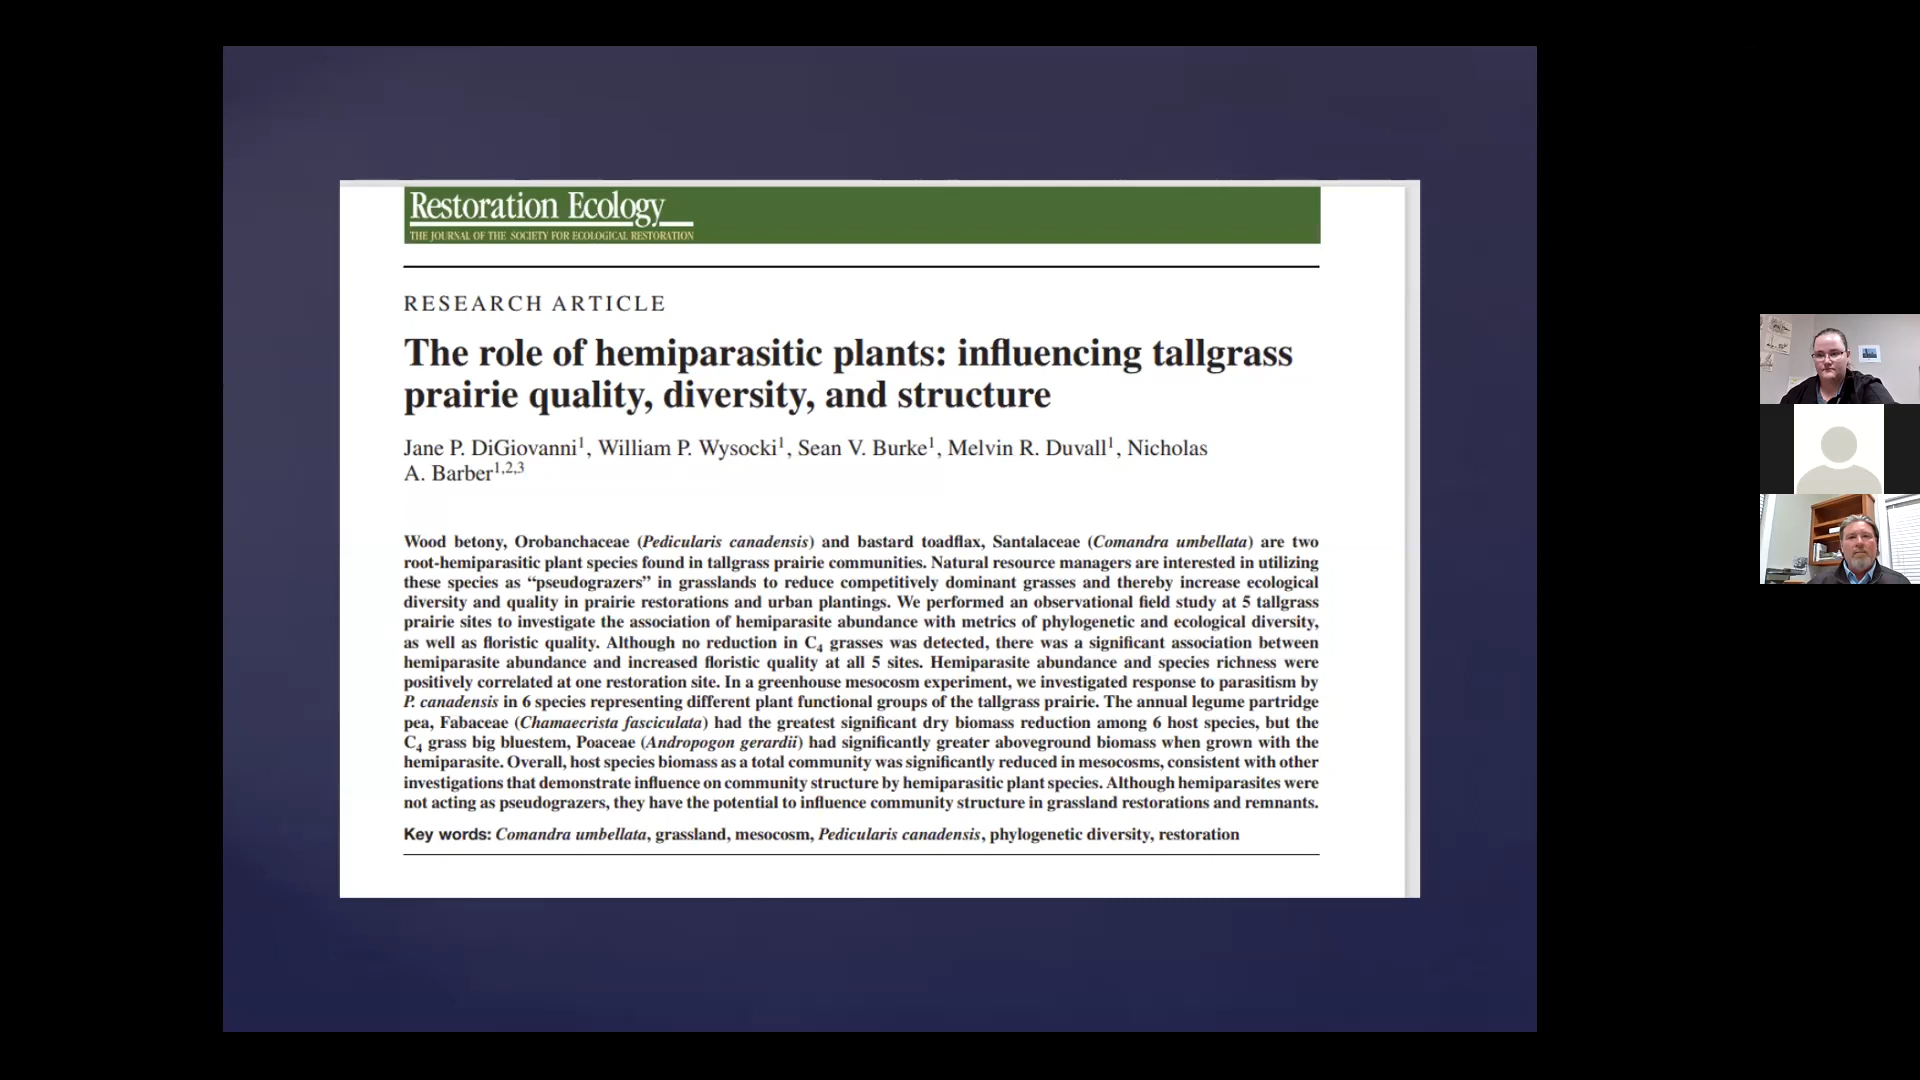 Restoration Ecology
THE JOURNAL OF THE SOCIETY FOR ECOLOGICAL RESTORATION
RESEARCH ARTICLE
The role of hemiparasitic plants: influencing tallgrass
prairie quality, diversity, and structure
Jane P. DiGiovanni¹, William P. Wysocki¹, Sean V. Burke¹, Melvin R. Duvall¹, Nicholas
A. Barber¹,²,³
Wood betony, Orobanchaceae (Pedicularis canadensis) and bastard toadflax, Santalaceae (Comandra umbellata) are two
root-hemiparasitic plant species found in tallgrass prairie communities. Natural resource managers are interested in utilizing
these species as “pseudograzers” in grasslands to reduce competitively dominant grasses and thereby increase ecological
diversity and quality in prairie restorations and urban plantings. We performed an observational field study at 5 tallgrass
prairie sites to investigate the association of hemiparasite abundance with metrics of phylogenetic and ecological diversity,
as well as floristic quality. Although no reduction in C₄ grasses was detected, there was a significant association between
hemiparasite abundance and increased floristic quality at all 5 sites. Hemiparasite abundance and species richness were
positively correlated at one restoration site. In a greenhouse mesocosm experiment, we investigated response to parasitism by
P. canadensis in 6 species representing different plant functional groups of the tallgrass prairie. The annual legume partridge
pea, Fabaceae (Chamaecrista fasciculata) had the greatest significant dry biomass reduction among 6 host species, but the
C₄ grass big bluestem, Poaceae (Andropogon gerardii) had significantly greater aboveground biomass when grown with the
hemiparasite. Overall, host species biomass as a total community was significantly reduced in mesocosms, consistent with other
investigations that demonstrate influence on community structure by hemiparasitic plant species. Although hemiparasites were
not acting as pseudograzers, they have the potential to influence community structure in grassland restorations and remnants.
Key words: Comandra umbellata, grassland, mesocosm, Pedicularis canadensis, phylogenetic diversity, restoration